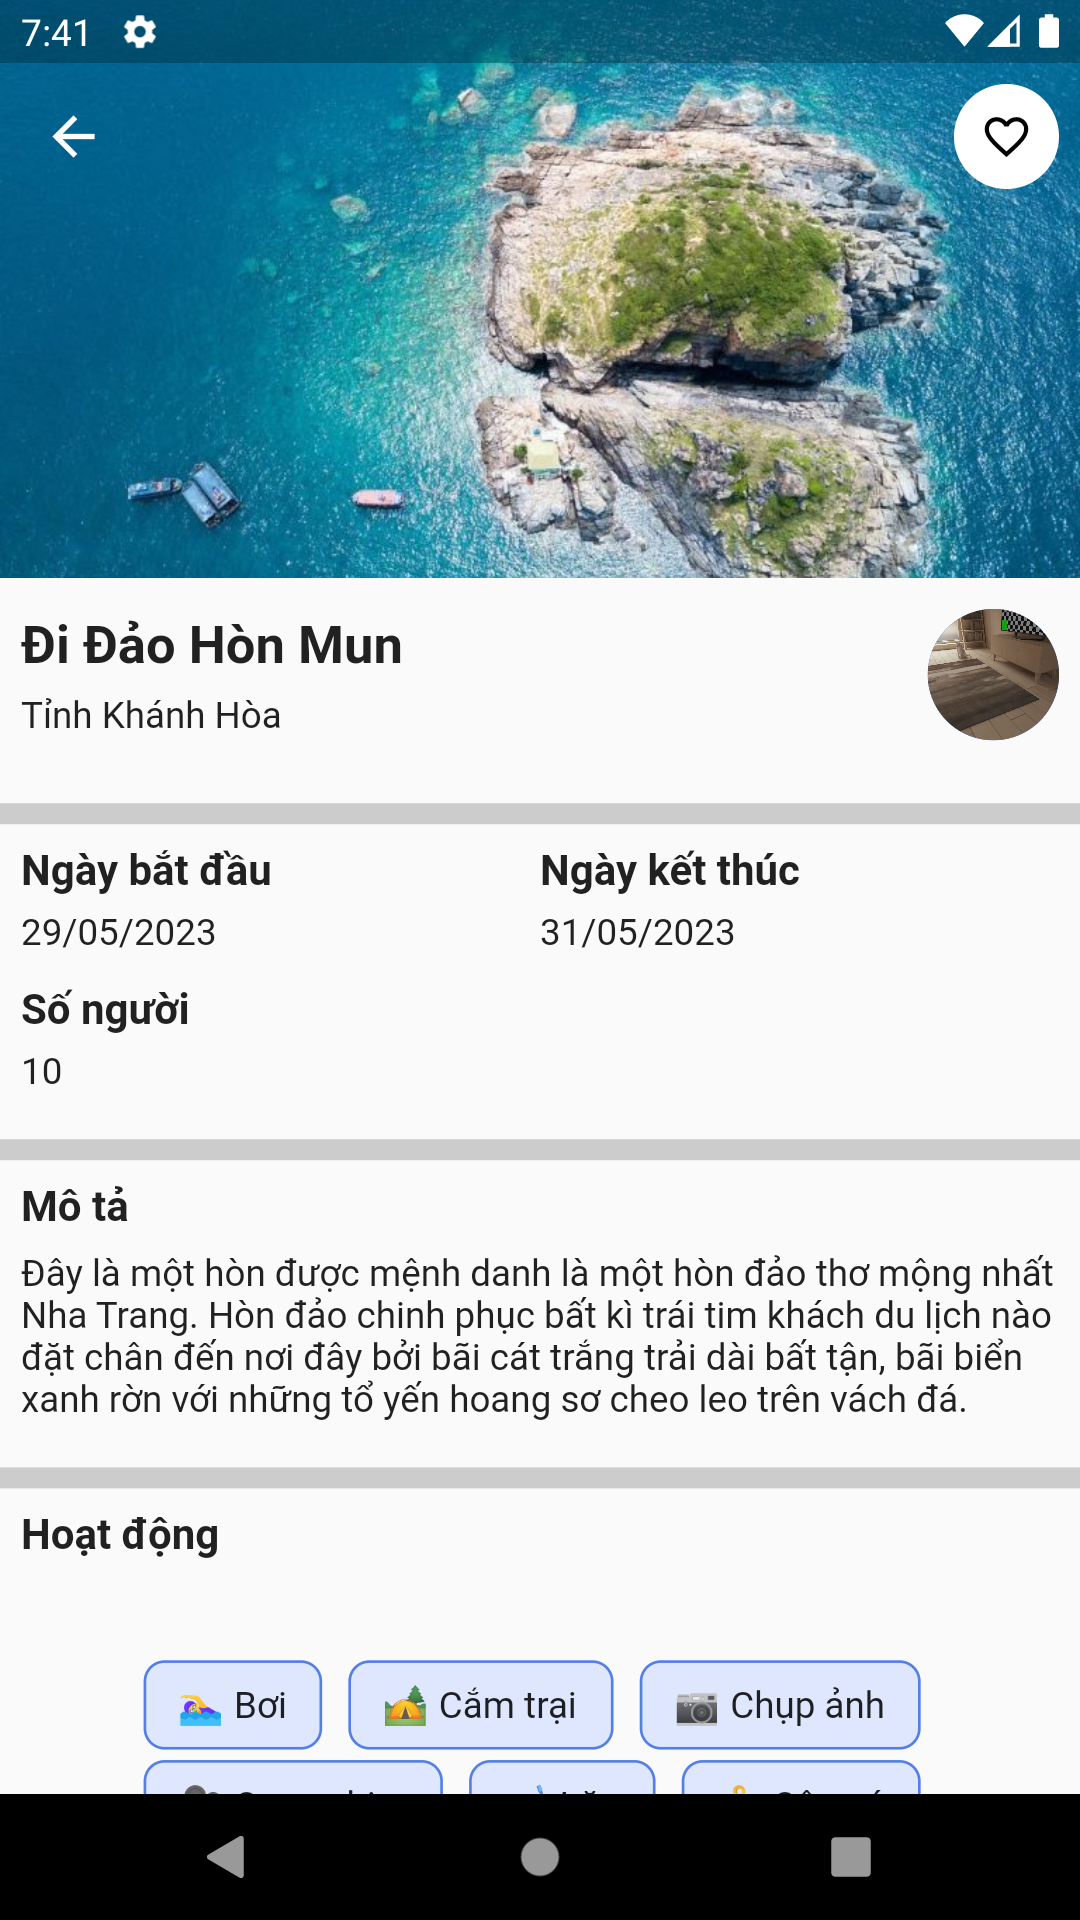 7:41
Đi Đảo Hòn Mun
Tỉnh Khánh Hòa
Ngày bắt đầu
Ngày kết thúc
29/05/2023
31/05/2023
Số người
10
Mô tả
Đây là một hòn được mệnh danh là một hòn đảo thơ mộng nhất
Nha Trang. Hòn đảo chinh phục bất kì trái tim khách du lịch nào
đặt chân đến nơi đây bởi bãi cát trắng trải dài bất tận, bãi biển
xanh rờn với những tổ yến hoang sơ cheo leo trên vách đá.
Hoạt động
Bơi
Cắm trại
Chụp ảnh